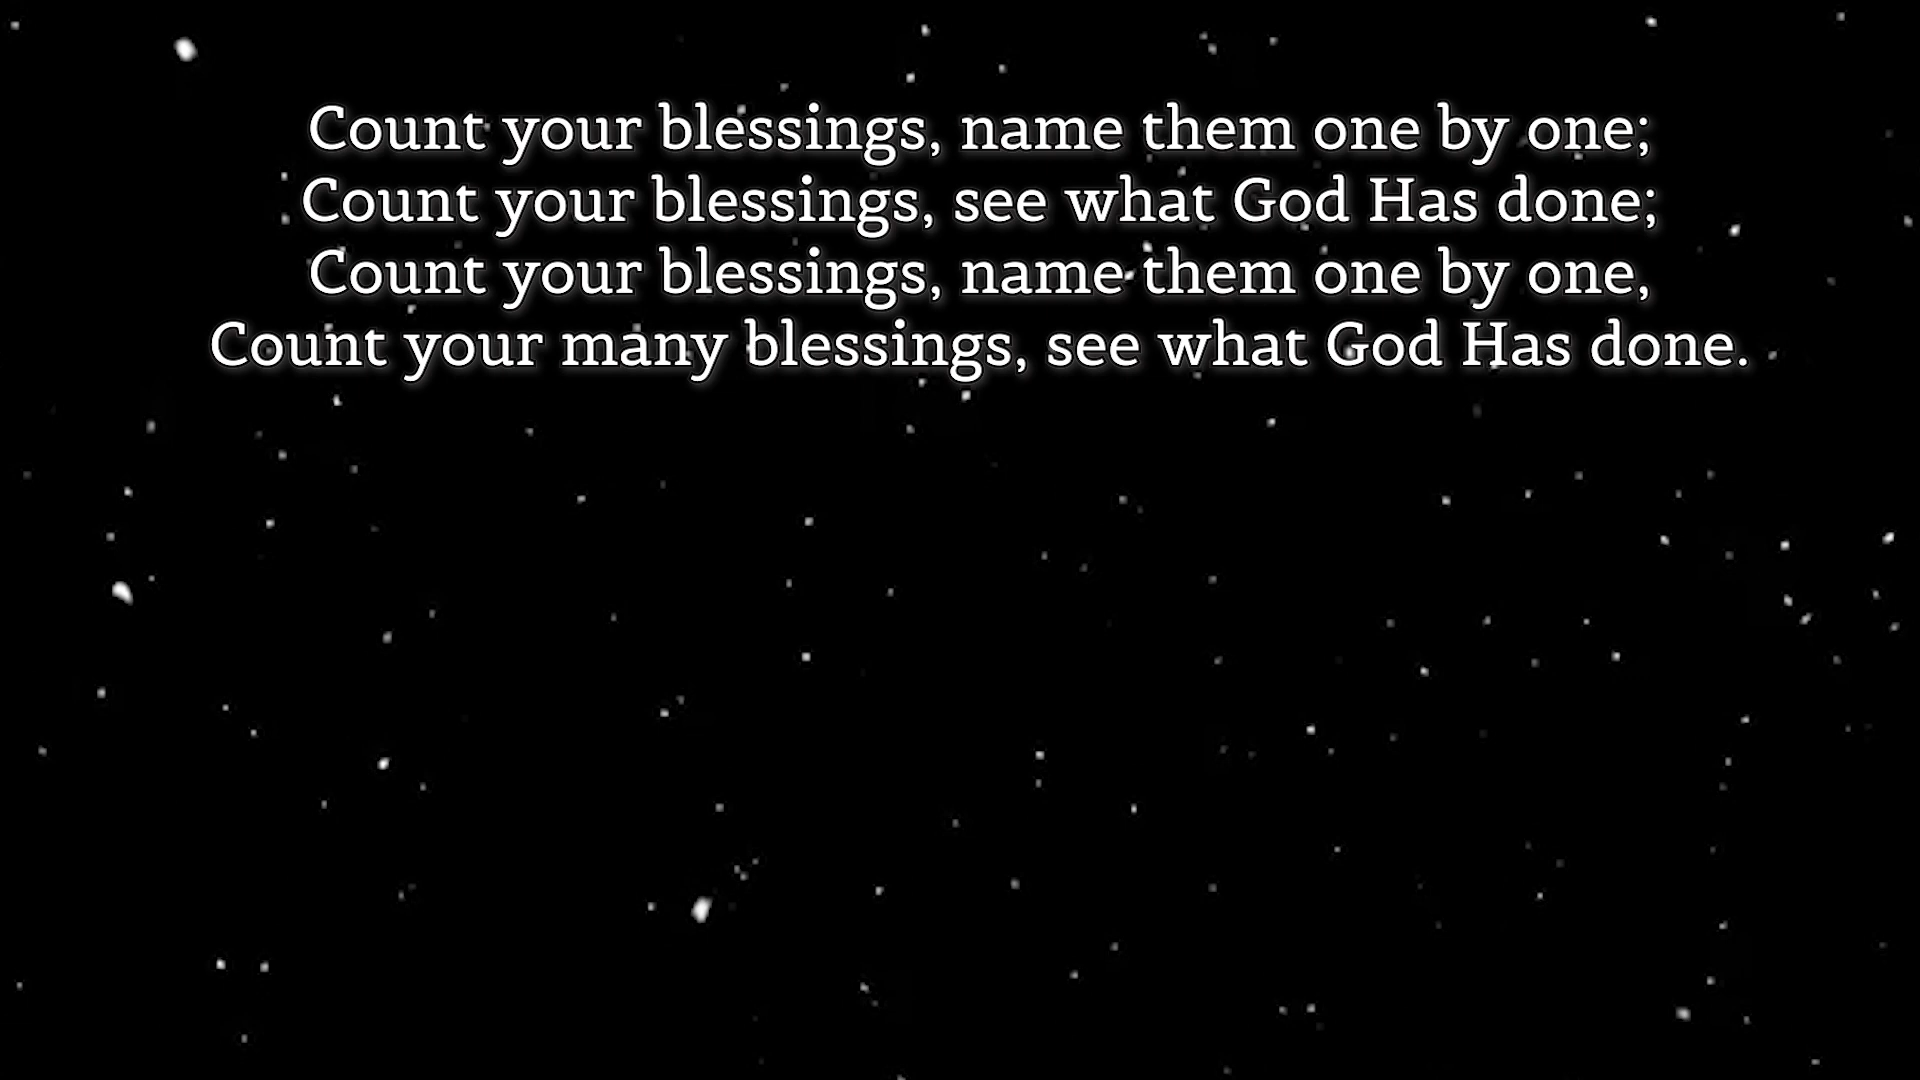 Count your blessings, name them one by one;
Count your blessings, see what God Has done;
Count your blessings, name them one by one,
Count your many blessings, see what God Has done.